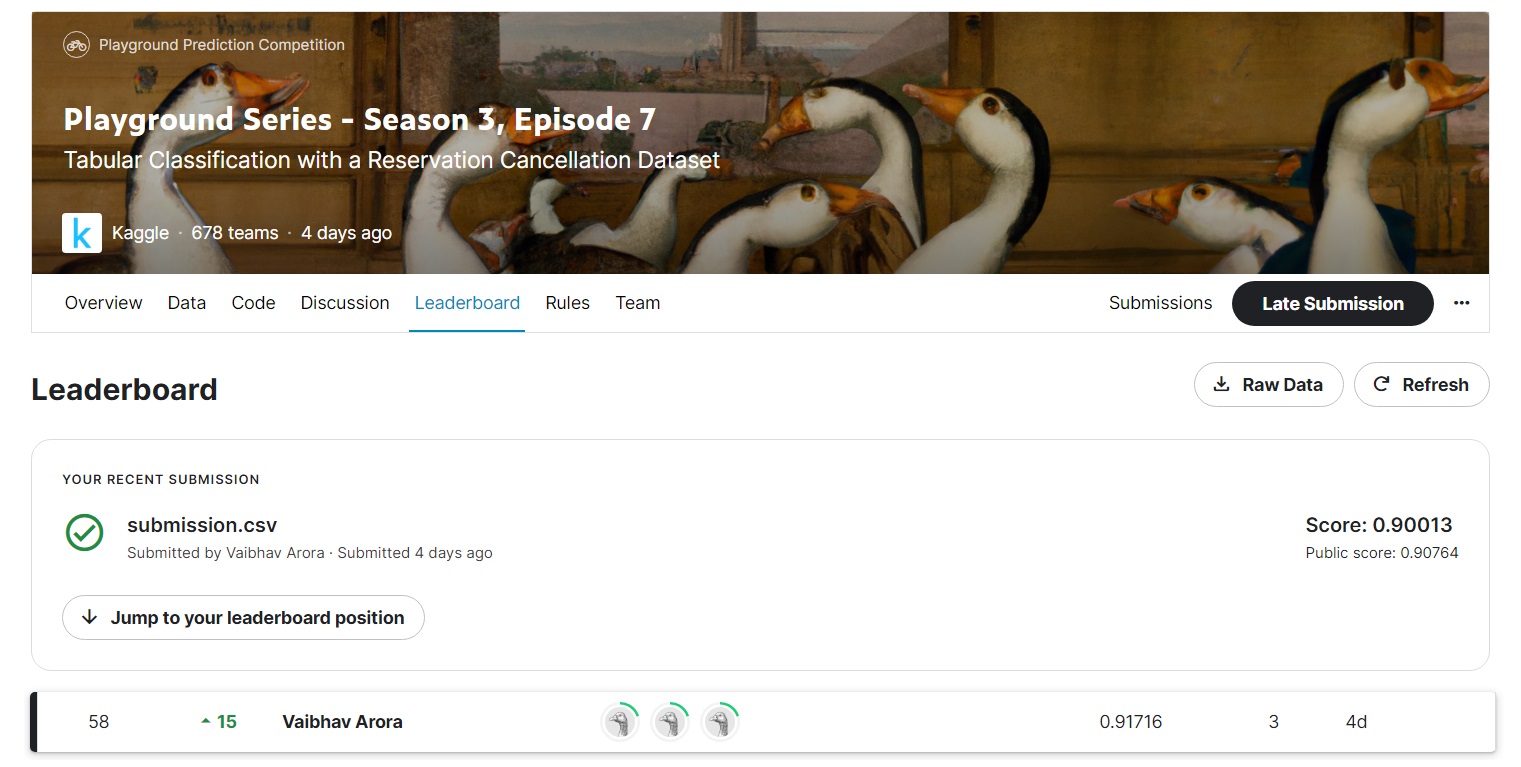 Playground Prediction Competition
Playground Series - Season 3, Episode 7
Tabular Classification with a Reservation Cancellation Dataset
k Kaggle · 678 teams · 4 days ago
Overview Data Code Discussion Leaderboard Rules Team Submissions Late Submission ···
Leaderboard Raw Data Refresh
YOUR RECENT SUBMISSION
submission.csv Score: 0.90013
Submitted by Vaibhav Arora · Submitted 4 days ago Public score: 0.90764
Jump to your leaderboard position
58 15 Vaibhav Arora 0.91716 3 4d